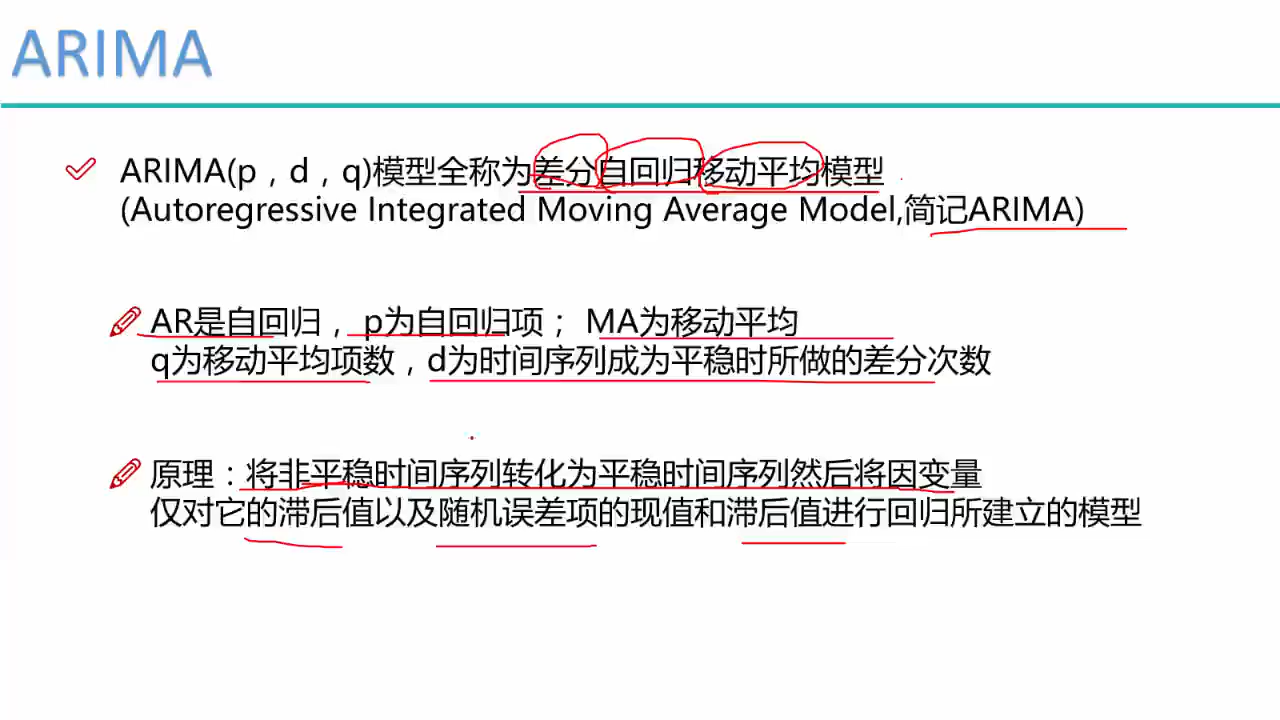 ARIMA
ARIMA(p，d，q)模型全称为差分自回归移动平均模型
(Autoregressive Integrated Moving Average Model,简记ARIMA)
AR是自回归， p为自回归项； MA为移动平均
q为移动平均项数，d为时间序列成为平稳时所做的差分次数
原理：将非平稳时间序列转化为平稳时间序列然后将因变量
仅对它的滞后值以及随机误差项的现值和滞后值进行回归所建立的模型